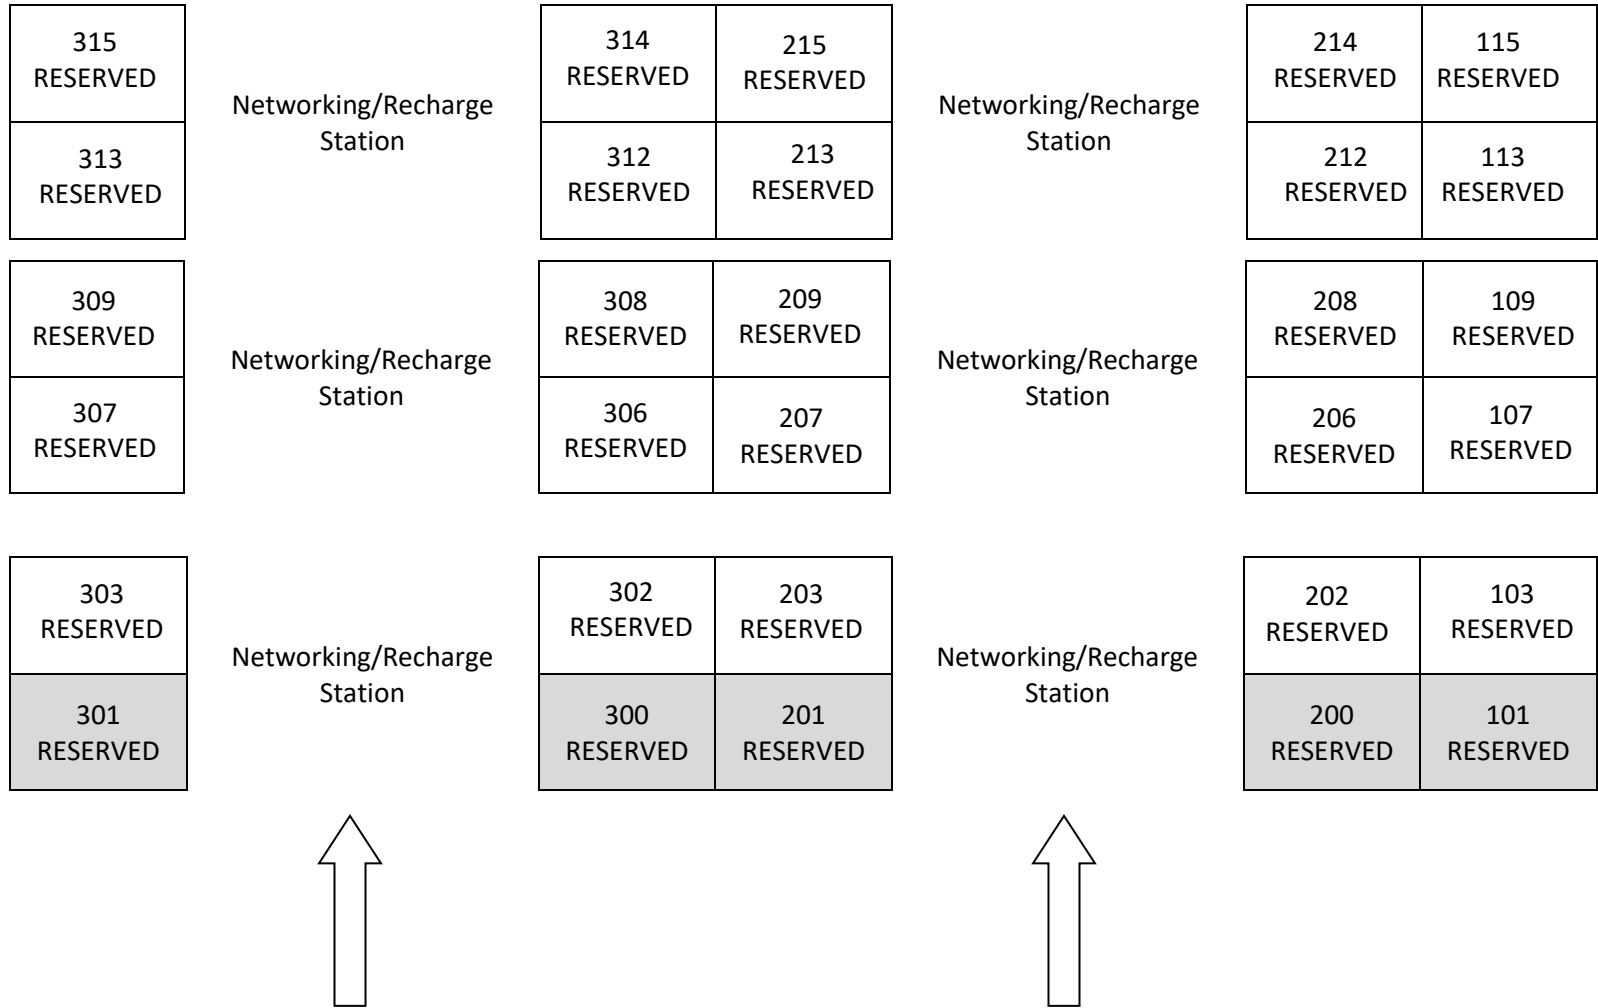 315
RESERVED
Networking/Recharge
Station
314
RESERVED
215
RESERVED
Networking/Recharge
Station
214
RESERVED
115
RESERVED
313
RESERVED
312
RESERVED
213
RESERVED
212
RESERVED
113
RESERVED
309
RESERVED
Networking/Recharge
Station
308
RESERVED
209
RESERVED
Networking/Recharge
Station
208
RESERVED
109
RESERVED
307
RESERVED
306
RESERVED
207
RESERVED
206
RESERVED
107
RESERVED
303
RESERVED
Networking/Recharge
Station
302
RESERVED
203
RESERVED
Networking/Recharge
Station
202
RESERVED
103
RESERVED
301
RESERVED
300
RESERVED
201
RESERVED
200
RESERVED
101
RESERVED